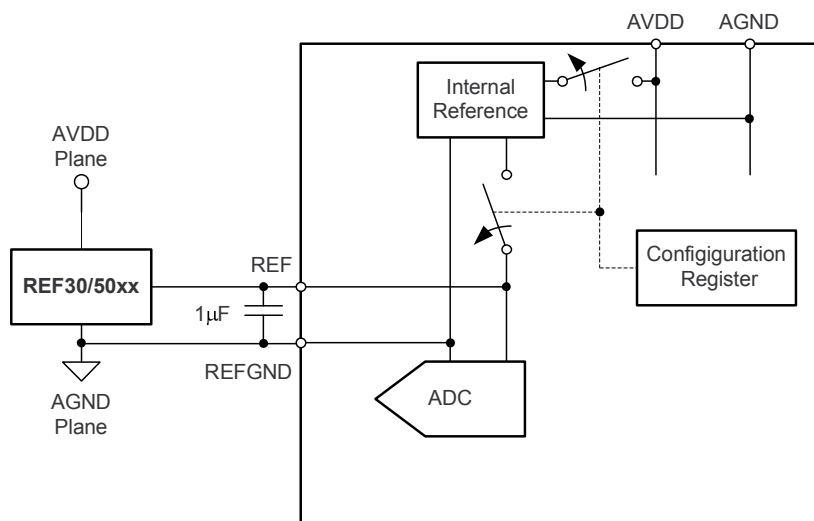 AVDD
AGND
Internal
Reference
AVDD
Plane
REF30/50xx
REF
1μF
REFGND
AGND
Plane
Configiguration
Register
ADC